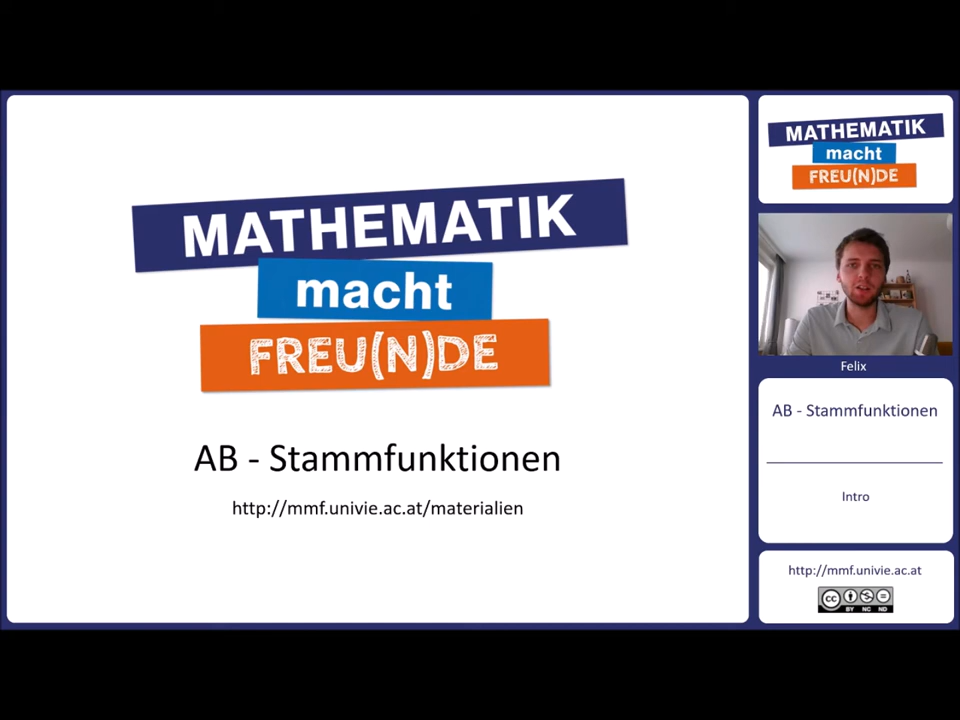 MATHEMATIK
macht
FREU(N)DE
AB - Stammfunktionen
http://mmf.univie.ac.at/materialien
MATHEMATIK
macht
FREU(N)DE
Felix
AB - Stammfunktionen
Intro
http://mmf.univie.ac.at
cc
BY NC ND